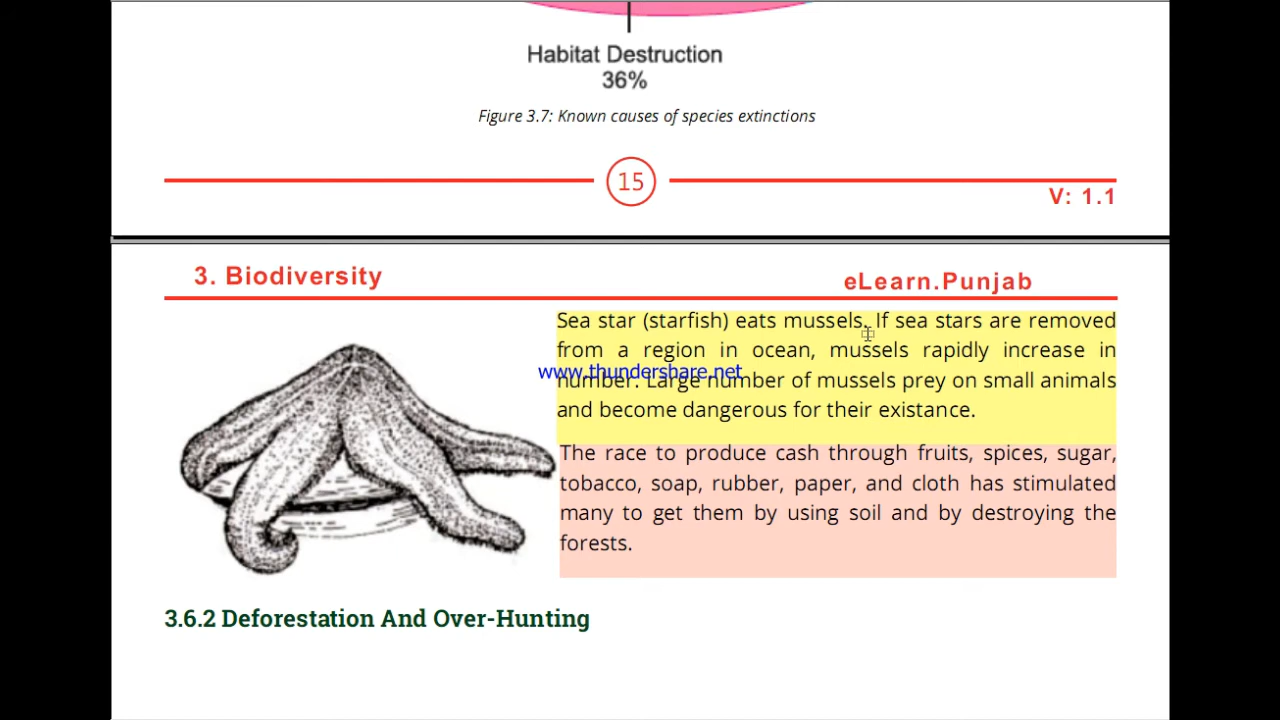 Habitat Destruction
36%
Figure 3.7: Known causes of species extinctions
15
V: 1.1
3. Biodiversity
eLearn.Punjab
Sea star (starfish) eats mussels. If sea stars are removed
from a region in ocean, mussels rapidly increase in
www.thundershare.net
number. Large number of mussels prey on small animals
and become dangerous for their existance.
The race to produce cash through fruits, spices, sugar,
tobacco, soap, rubber, paper, and cloth has stimulated
many to get them by using soil and by destroying the
forests.
3.6.2 Deforestation And Over-Hunting